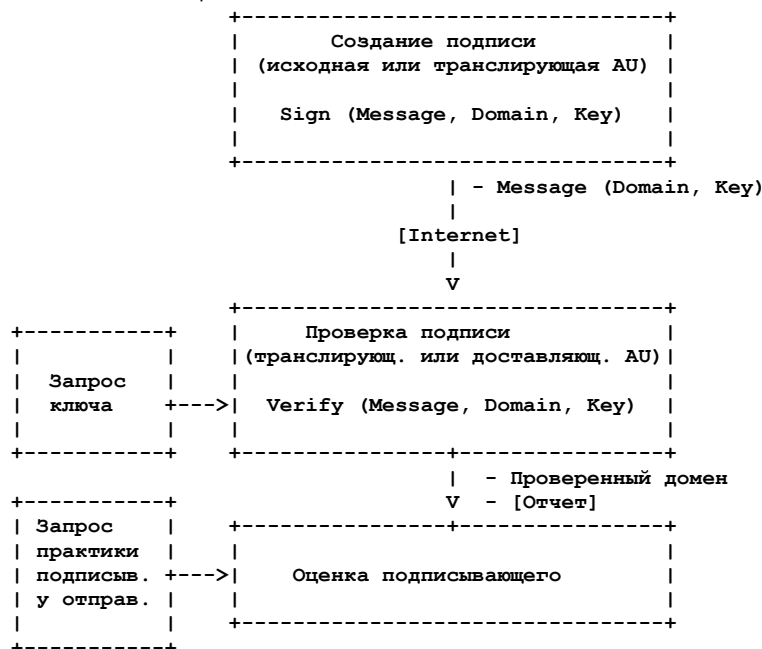 Создание подписи
(исходная или транслирующая AU)
Sign (Message, Domain, Key)
- Message (Domain, Key)
[Internet]
V
Проверка подписи
(транслирующ. или доставляющ. AU)
Запрос
ключа
Verify (Message, Domain, Key)
- Проверенный домен
V - [Отчет]
Запрос
практики
подписыв.
у отправ.
Оценка подписывающего